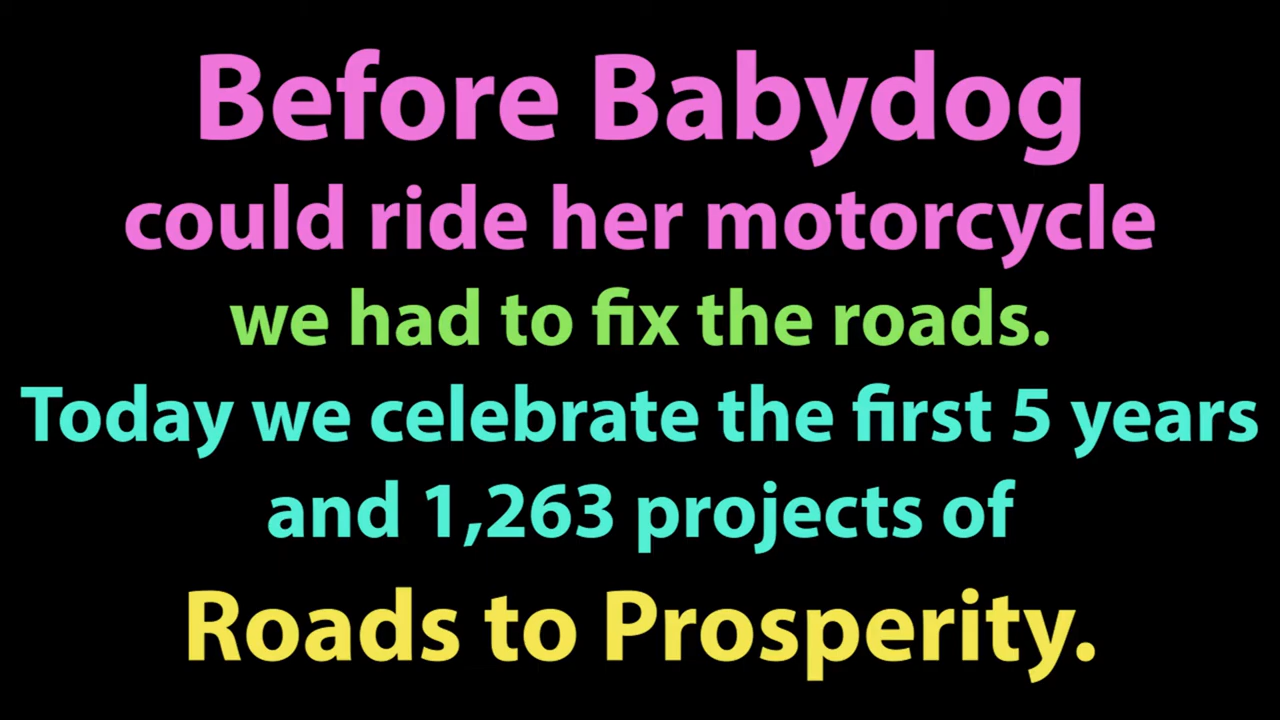 Before Babydog
could ride her motorcycle
we had to fix the roads.
Today we celebrate the first 5 years
and 1,263 projects of
Roads to Prosperity.